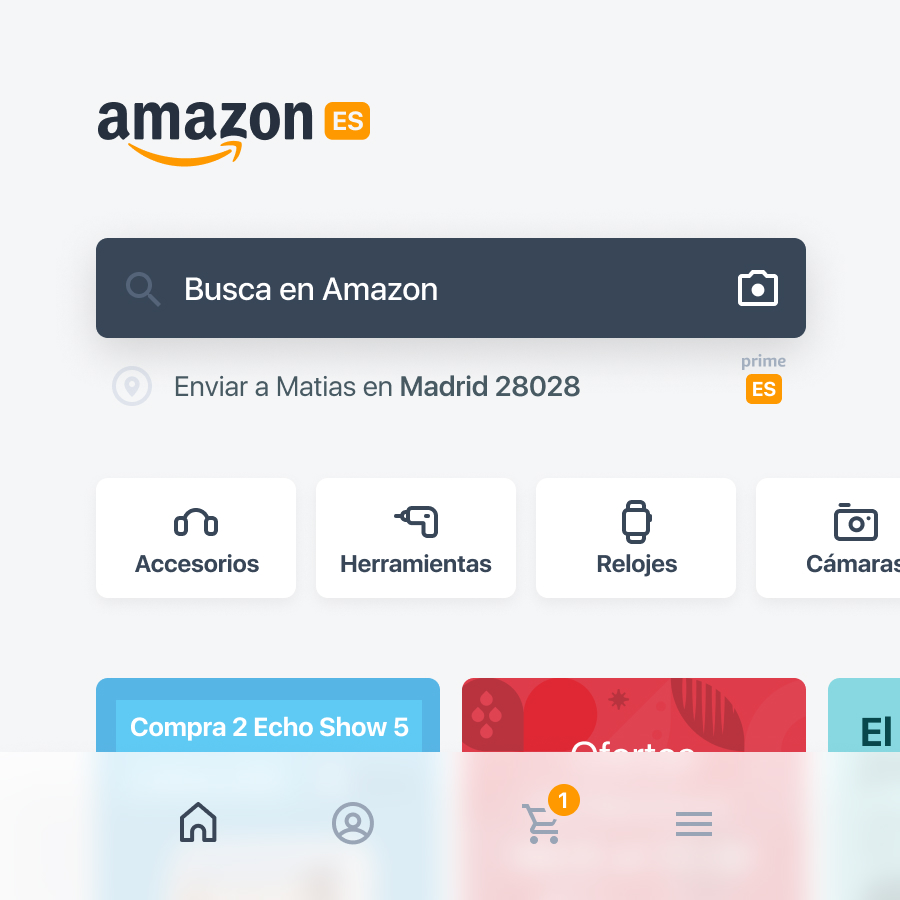 amazon ES
Busca en Amazon
Enviar a Matias en Madrid 28028
prime
ES
Accesorios
Herramientas
Relojes
Cámaras
Compra 2 Echo Show 5
Ofertas
El
1